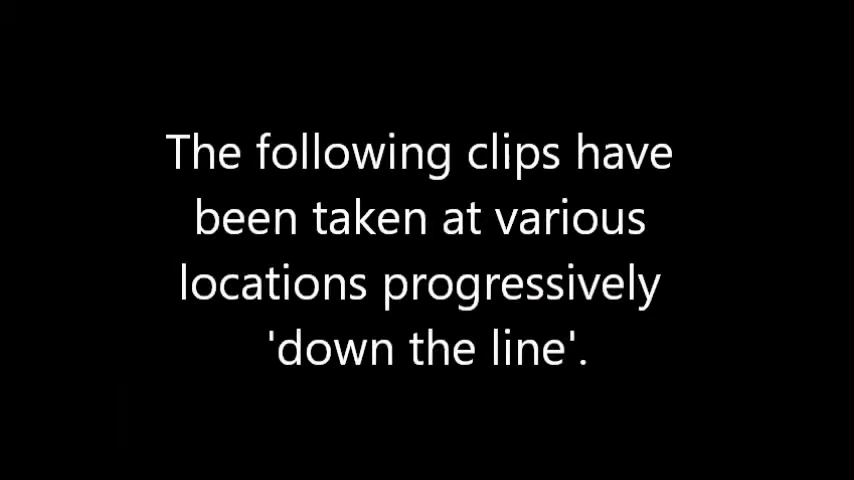 The following clips have
been taken at various
locations progressively
'down the line'.